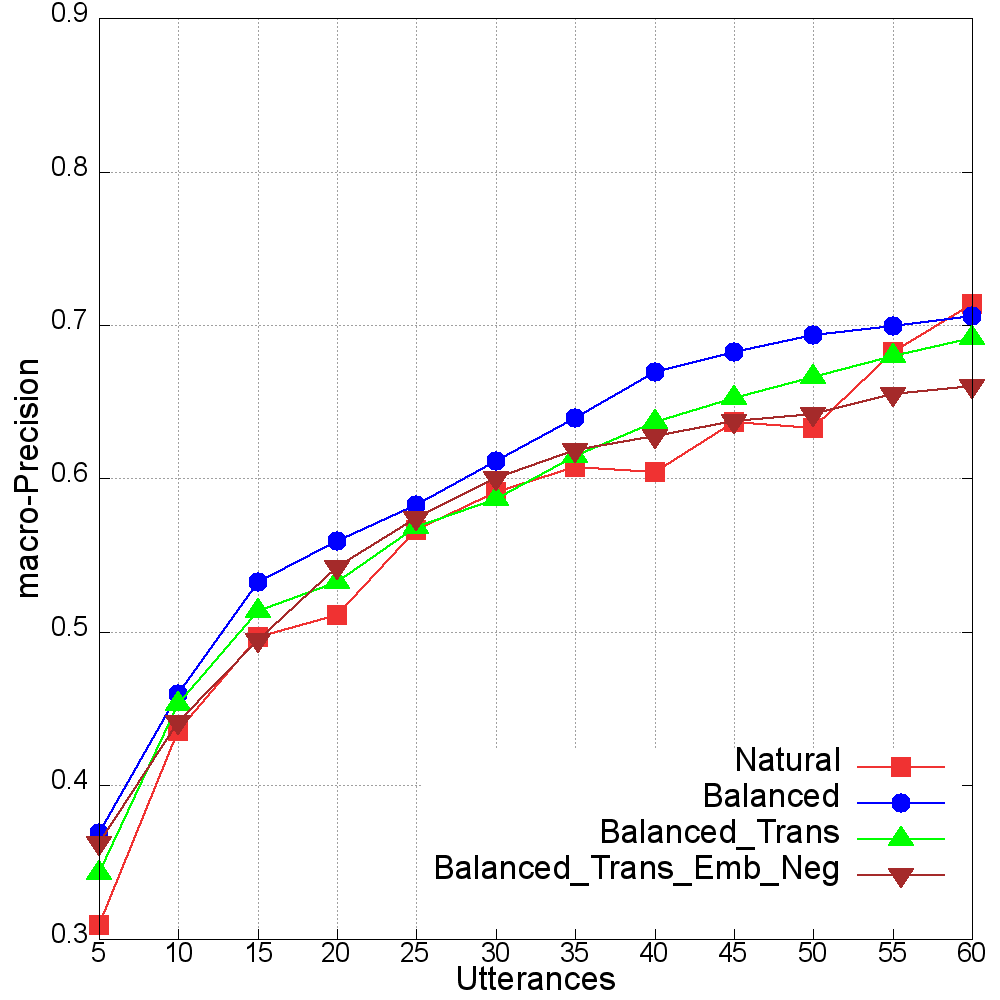 0.9
0.8
0.7
0.6
0.5
0.4
0.3
macro-Precision
Natural
Balanced
Balanced_Trans
Balanced_Trans_Emb_Neg
5 10 15 20 25 30 35 40 45 50 55 60
Utterances